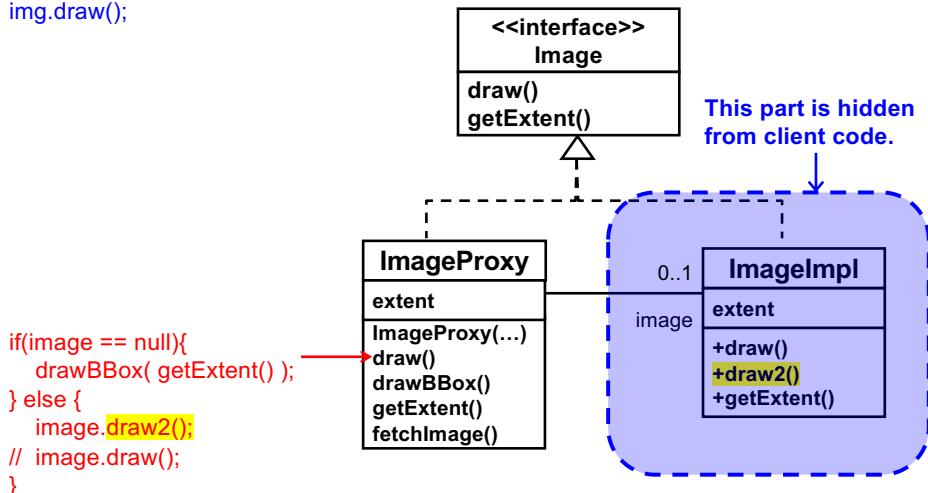 img.draw();
<<interface>>
Image
draw()
getExtent()
This part is hidden
from client code.
ImageProxy
extent
ImageProxy(…)
draw()
drawBBox()
getExtent()
fetchImage()
0..1
image
ImageImpl
extent
+draw()
+draw2()
+getExtent()
if(image == null){
drawBBox( getExtent() );
} else {
image.draw2();
// image.draw();
}